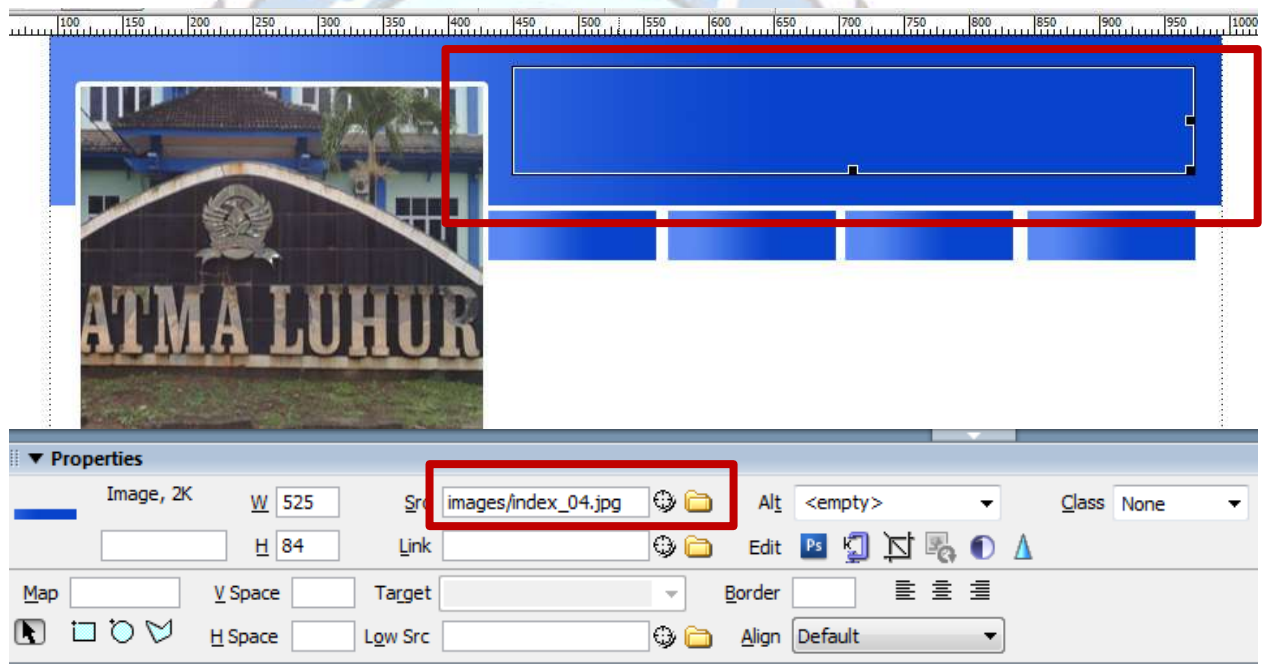 100 150 200 250 300 350 400 450 500 550 600 650 700 750 800 850 900 950 1000
ATMA LUHUR
▼ Properties
Image, 2K W 525 Src images/index_04.jpg Alt <empty> Class None
H 84 Link Edit Ps
Map V Space Target Border
H Space Low Src Align Default